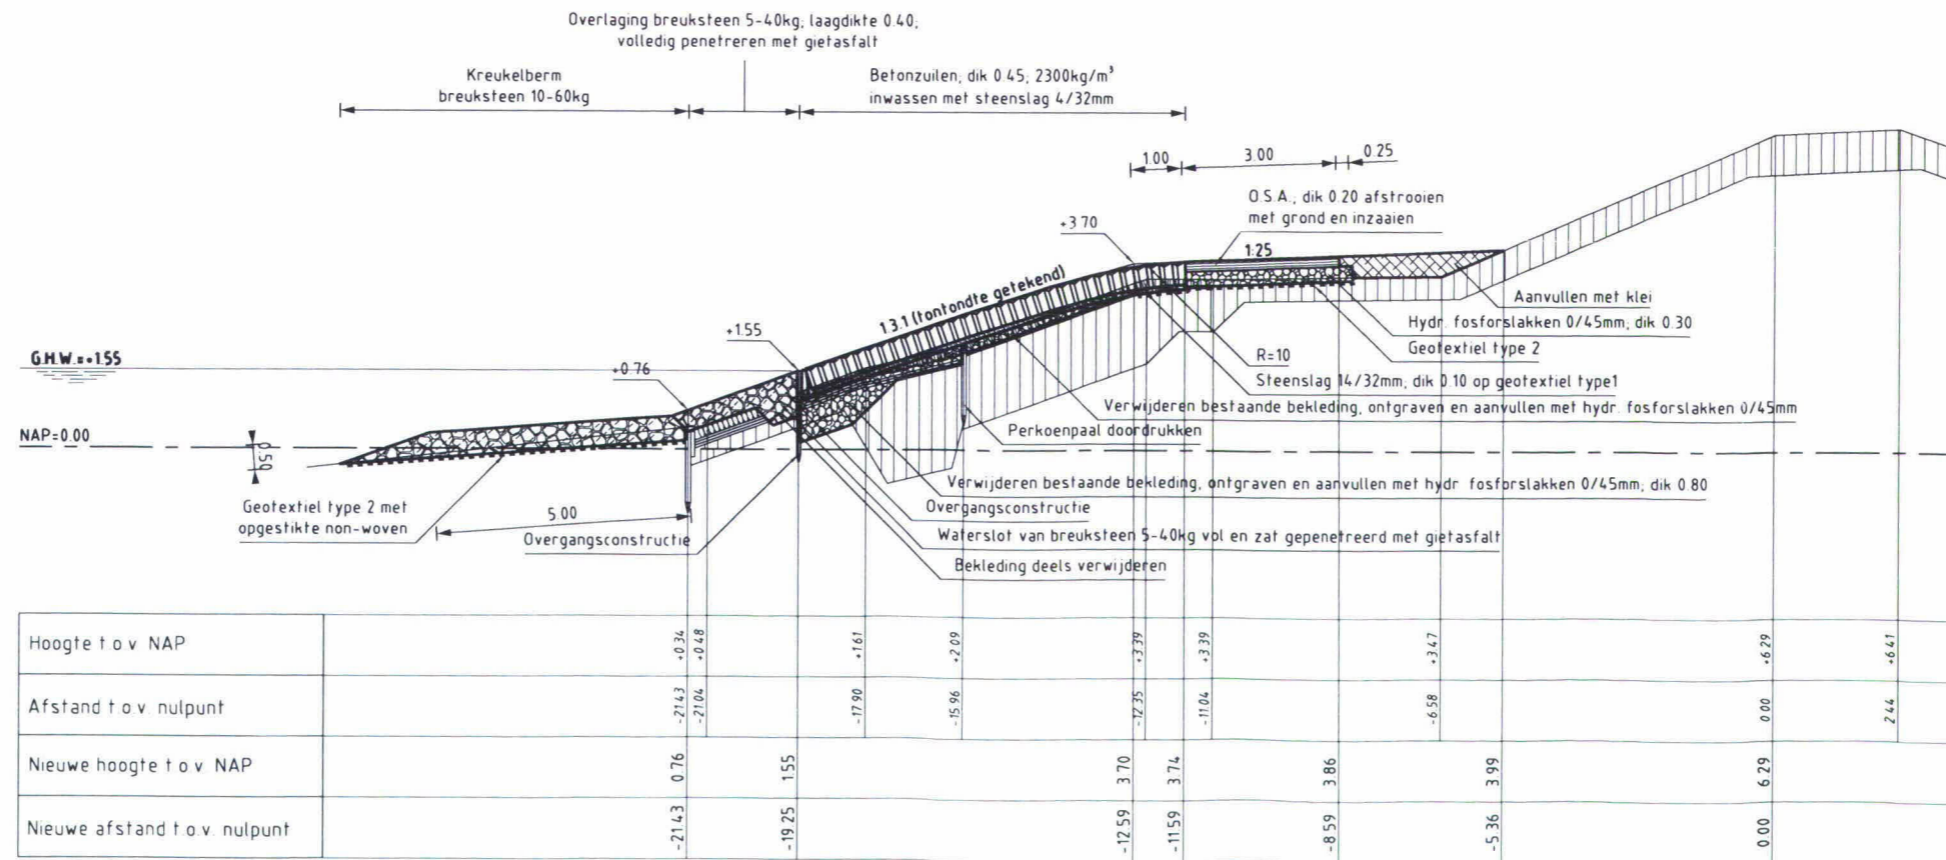 Overlaging breuksteen 5-40kg; laagdikte 0.40;
volledig penetreren met gietasfalt
Kreukelberm
breuksteen 10-60kg
Betonzuilen; dik 0.45; 2300kg/m³
inwassen met steenslag 4/32mm
1.00
3.00
0.25
O.S.A.; dik 0.20 afstrooien
met grond en inzaaien
+3.70
1:25
1:3.1 (tontondte getekend)
+1.55
G.H.W.=+1.55
+0.76
Aanvullen met klei
Hydr. fosforslakken 0/45mm; dik 0.30
Geotextiel type 2
R=10
Steenslag 14/32mm; dik 0.10 op geotextiel type1
Verwijderen bestaande bekleding, ontgraven en aanvullen met hydr. fosforslakken 0/45mm
NAP=0.00
0.50
Perkoenpaal doordrukken
Verwijderen bestaande bekleding, ontgraven en aanvullen met hydr. fosforslakken 0/45mm; dik 0.80
Geotextiel type 2 met
opgestikte non-woven
5.00
Overgangsconstructie
Overgangsconstructie
Waterslot van breuksteen 5-40kg vol en zat gepenetreerd met gietasfalt
Bekleding deels verwijderen
Hoogte t.o.v. NAP +0.34 +0.48 +1.61 +2.09 +3.39 +3.39 +3.47 +6.29 +6.41
Afstand t.o.v. nulpunt -21.43 -21.04 -17.90 -15.96 -12.35 -11.04 -6.58 0.00 2.44
Nieuwe hoogte t.o.v. NAP 0.76 1.55 3.70 3.74 3.86 3.99 6.29
Nieuwe afstand t.o.v. nulpunt -21.43 -19.25 -12.59 -11.59 -8.59 -5.36 -0.00